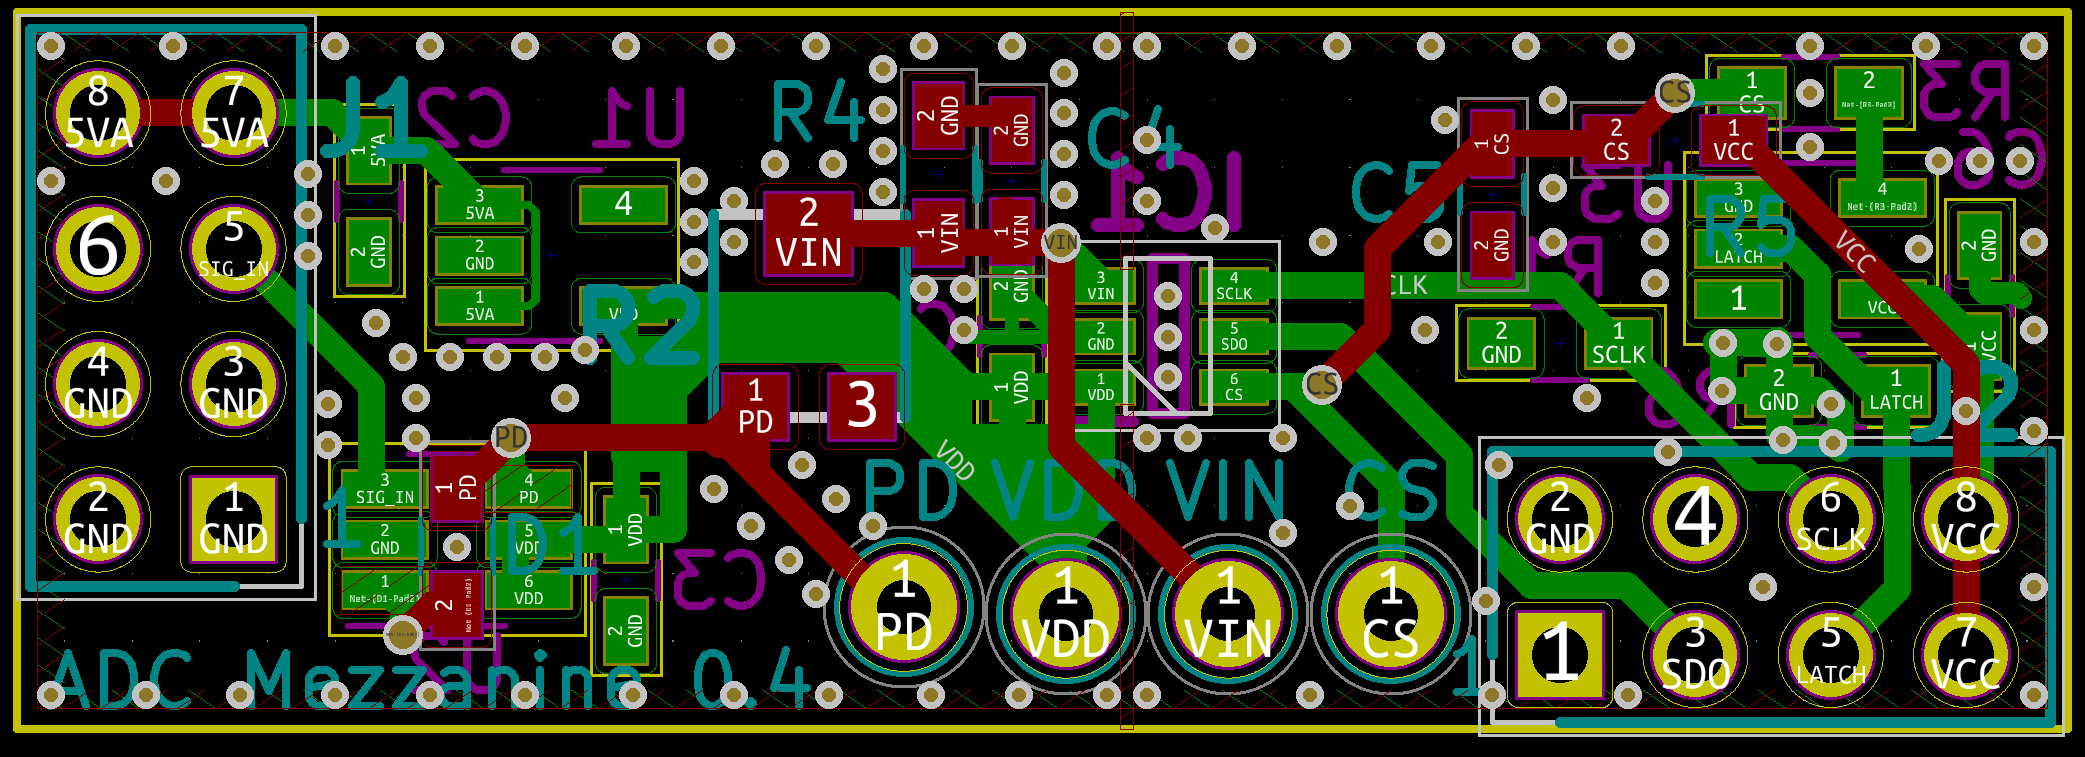 8
5VA
7
5VA
6
5
SIG_IN
4
GND
3
GND
2
GND
1
GND
J1
1
1
5VA
2
GND
C2
U1
3
5VA
2
GND
1
5VA
4
R2
R4
2
VIN
1
PD
3
PD
2
GND
2
GND
1
VIN
1
VIN
VIN
2
GND
1
VDD
C4
IC1
3
VIN
2
GND
1
VDD
4
SCLK
5
SDO
6
CS
CS
C5
1
CS
2
GND
2
CS
1
VCC
CS
1
CS
2
Net-(R3-Pad2)
R3
C6
U3
R5
3
GND
2
LATCH
1
4
Net-(R3-Pad2)
VCC
VCC
2
GND
VCC
R1
2
GND
1
SCLK
2
GND
1
LATCH
J2
3
SIG_IN
2
GND
1
Net-(D1-Pad2)
1
PD
2
4
PD
5
VDD
6
VDD
D1
1
VDD
2
GND
C3
VDD
PD VDD VIN CS
1
PD
1
VDD
1
VIN
1
CS
2
GND
4
6
SCLK
8
VCC
1
1
3
SDO
5
LATCH
7
VCC
ADC Mezzanine 0.4